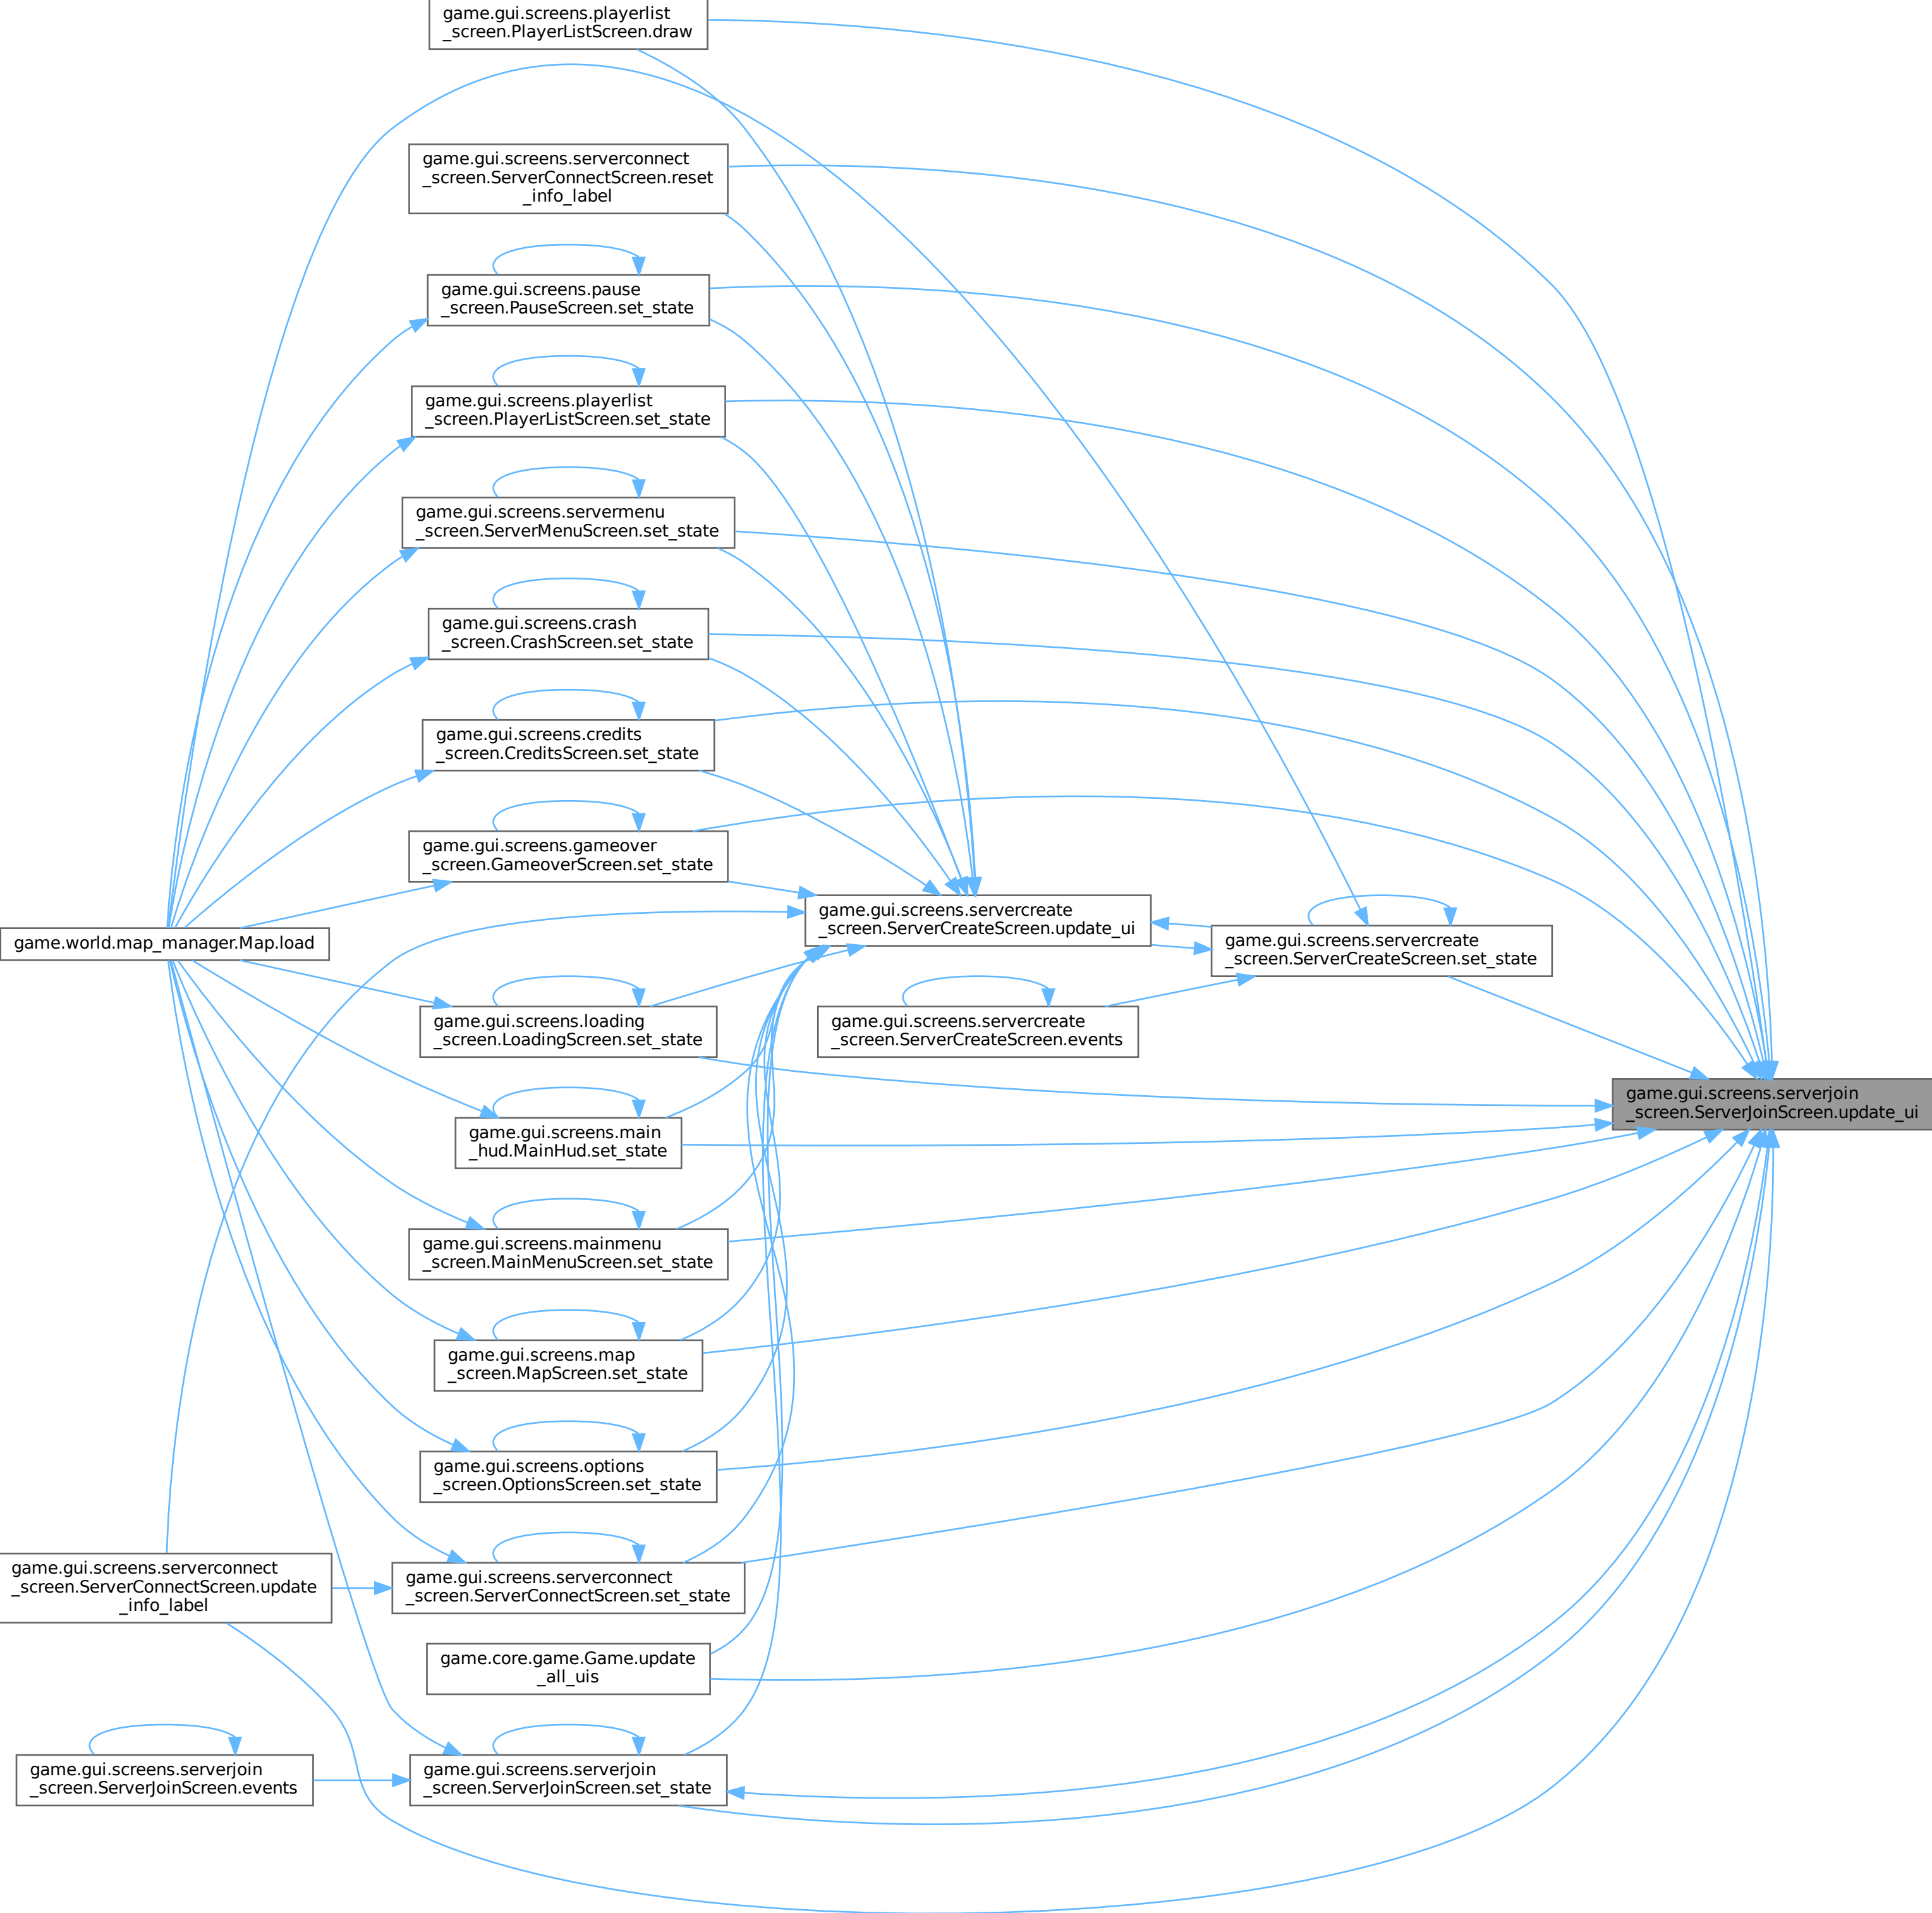 game.gui.screens.playerlist
_screen.PlayerListScreen.draw
game.gui.screens.serverconnect
_screen.ServerConnectScreen.reset
_info_label
game.gui.screens.pause
_screen.PauseScreen.set_state
game.gui.screens.playerlist
_screen.PlayerListScreen.set_state
game.gui.screens.servermenu
_screen.ServerMenuScreen.set_state
game.gui.screens.crash
_screen.CrashScreen.set_state
game.gui.screens.credits
_screen.CreditsScreen.set_state
game.gui.screens.gameover
_screen.GameoverScreen.set_state
game.gui.screens.servercreate
_screen.ServerCreateScreen.update_ui
game.world.map_manager.Map.load
game.gui.screens.servercreate
_screen.ServerCreateScreen.set_state
game.gui.screens.loading
_screen.LoadingScreen.set_state
game.gui.screens.servercreate
_screen.ServerCreateScreen.events
game.gui.screens.serverjoin
_screen.ServerJoinScreen.update_ui
game.gui.screens.main
_hud.MainHud.set_state
game.gui.screens.mainmenu
_screen.MainMenuScreen.set_state
game.gui.screens.map
_screen.MapScreen.set_state
game.gui.screens.options
_screen.OptionsScreen.set_state
game.gui.screens.serverconnect
_screen.ServerConnectScreen.update
_info_label
game.gui.screens.serverconnect
_screen.ServerConnectScreen.set_state
game.core.game.Game.update
_all_uis
game.gui.screens.serverjoin
_screen.ServerJoinScreen.events
game.gui.screens.serverjoin
_screen.ServerJoinScreen.set_state